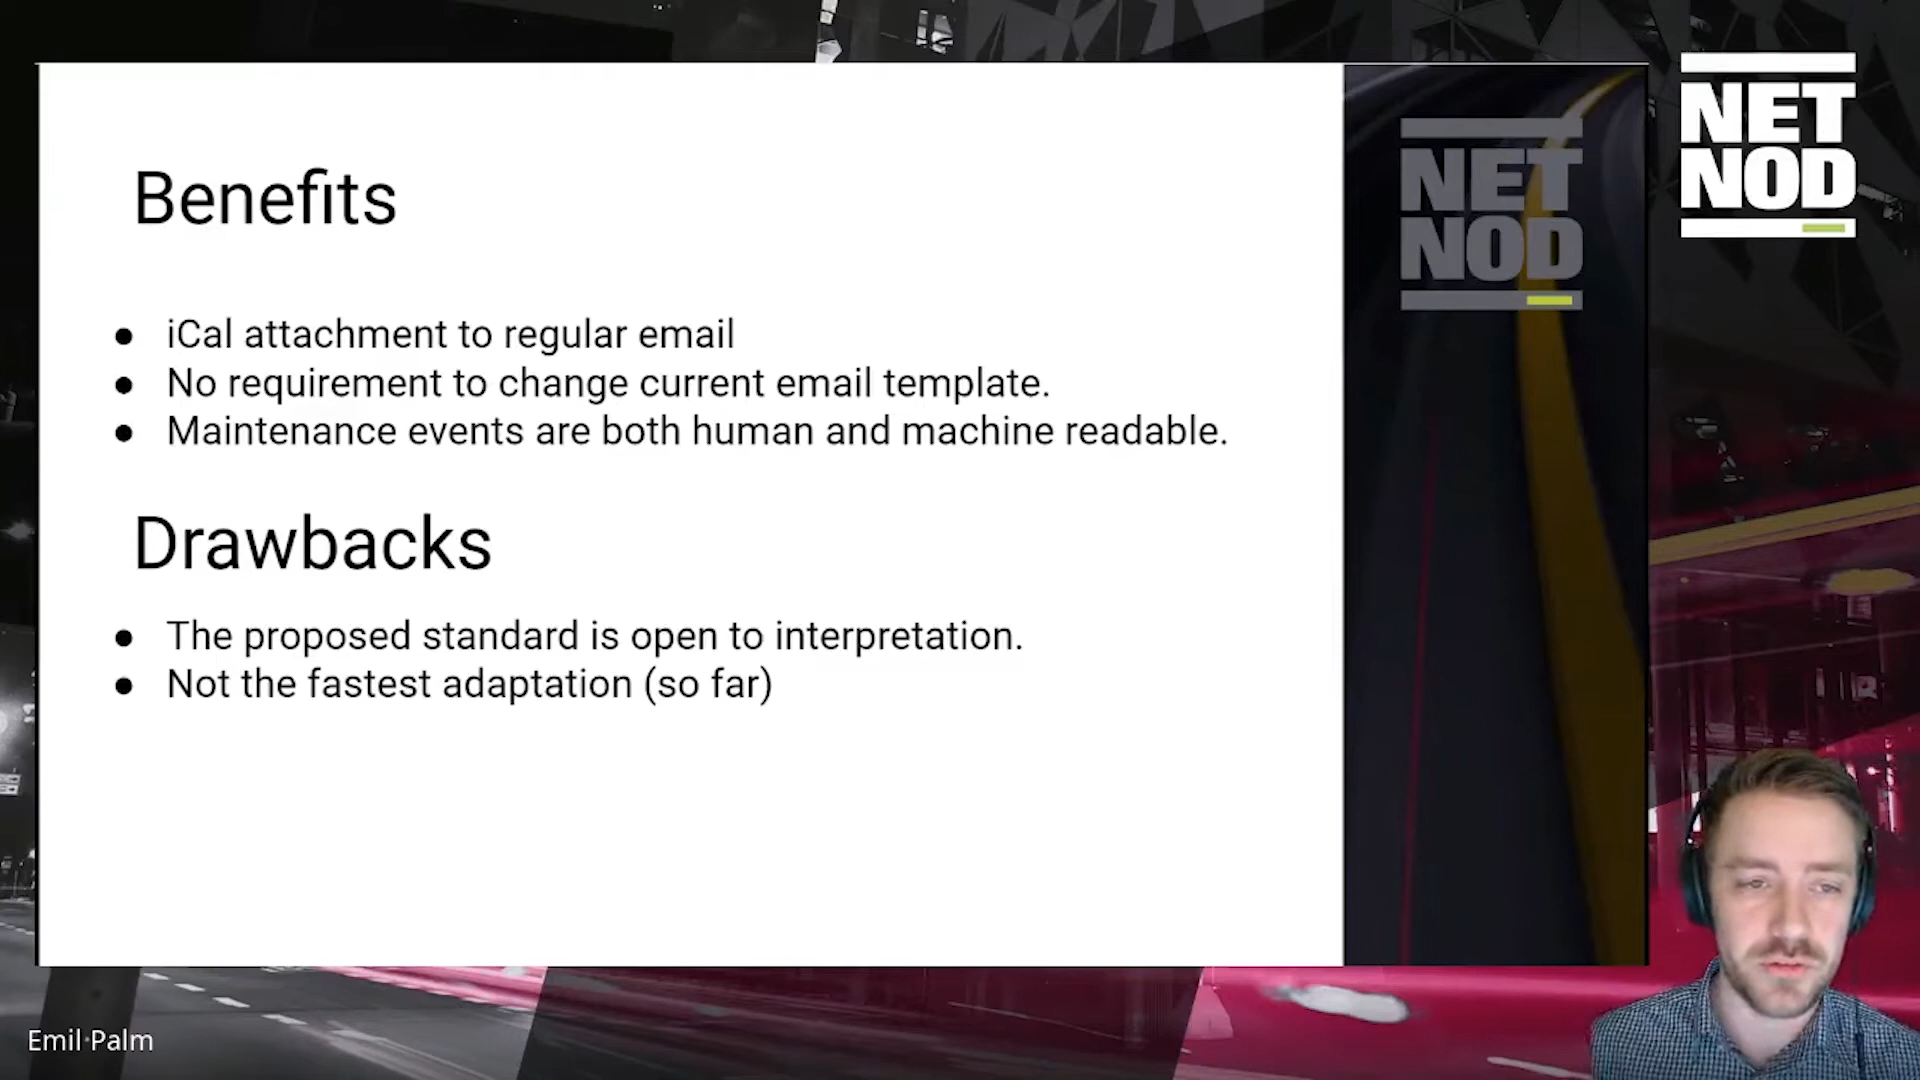 Benefits
● iCal attachment to regular email
● No requirement to change current email template.
● Maintenance events are both human and machine readable.
Drawbacks
● The proposed standard is open to interpretation.
● Not the fastest adaptation (so far)
NET
NOD
NET
NOD
Emil Palm